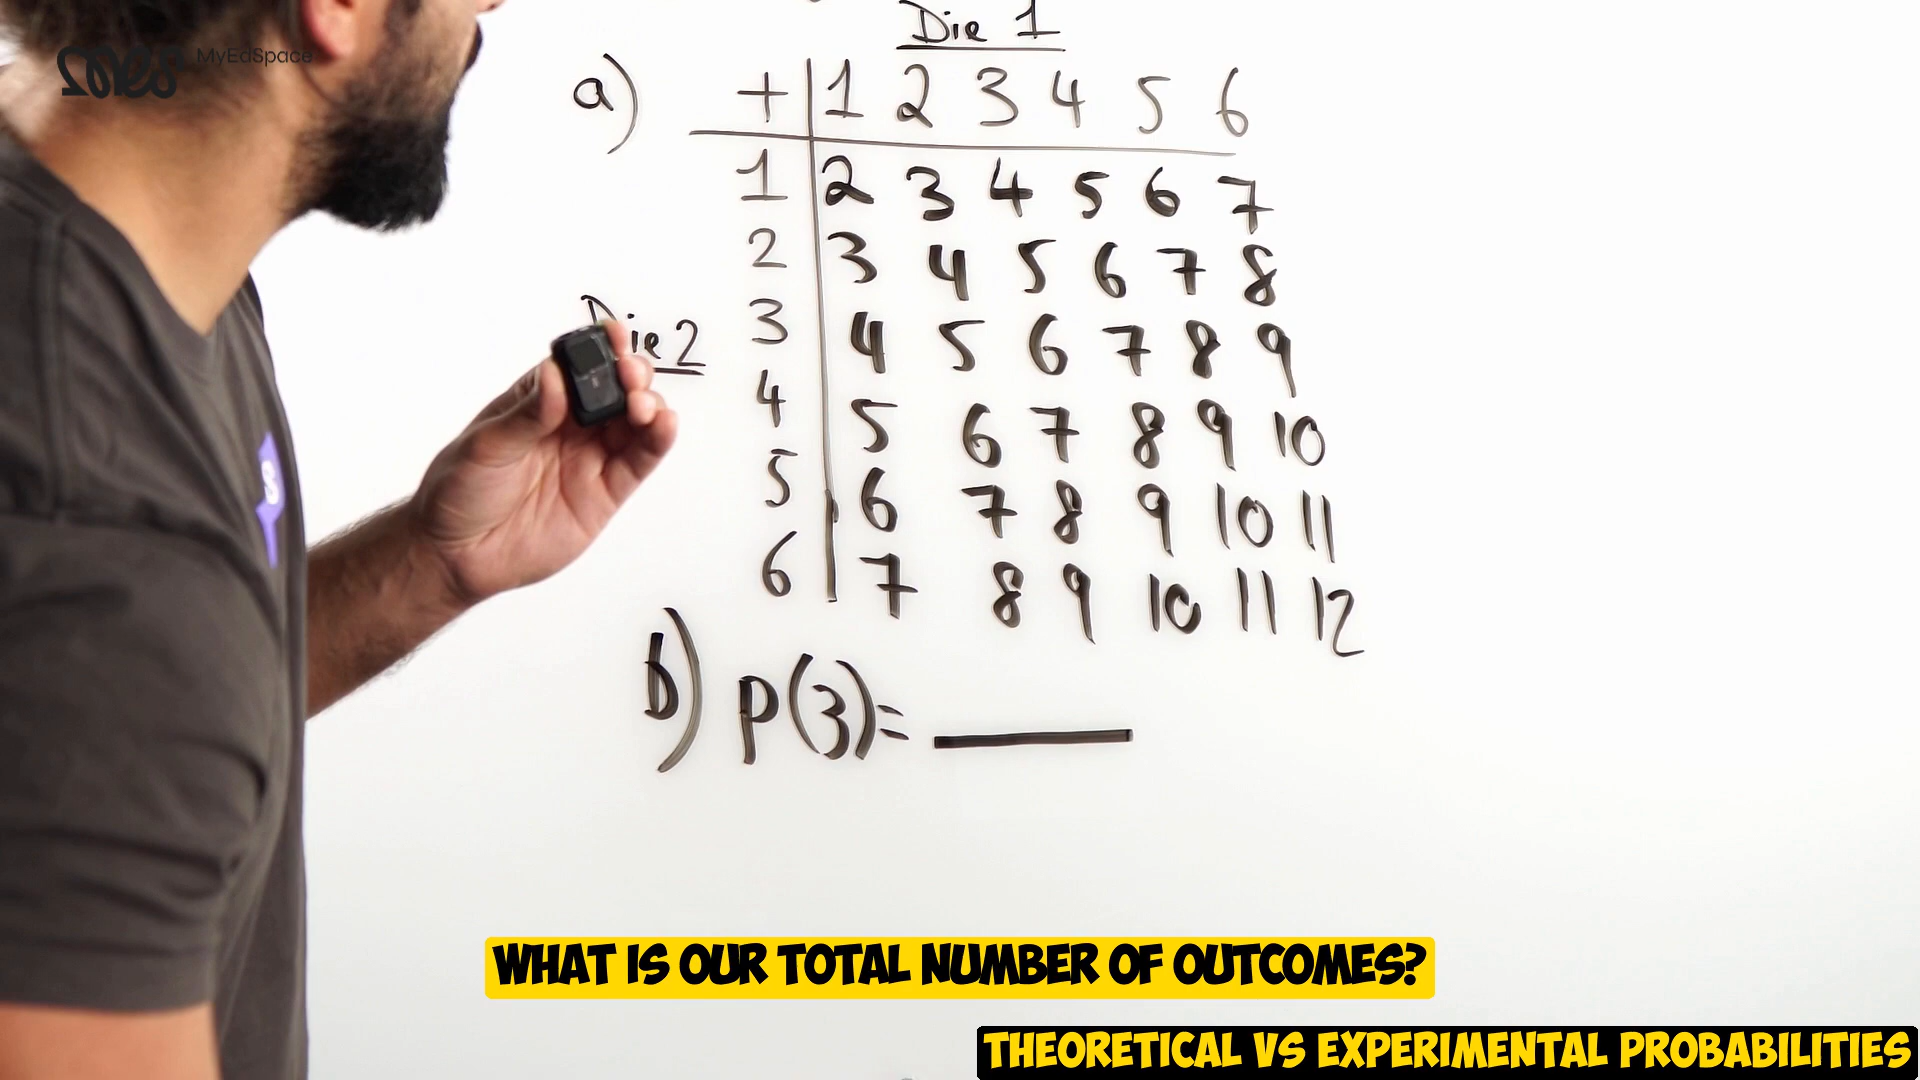 mes MyEdSpace
Die 1
a) + 1 2 3 4 5 6
1 2 3 4 5 6 7
2 3 4 5 6 7 8
Die 2
3 4 5 6 7 8 9
4 5 6 7 8 9 10
5 6 7 8 9 10 11
6 7 8 9 10 11 12
b) P(3)=
WHAT IS OUR TOTAL NUMBER OF OUTCOMES?
THEORETICAL VS EXPERIMENTAL PROBABILITIES